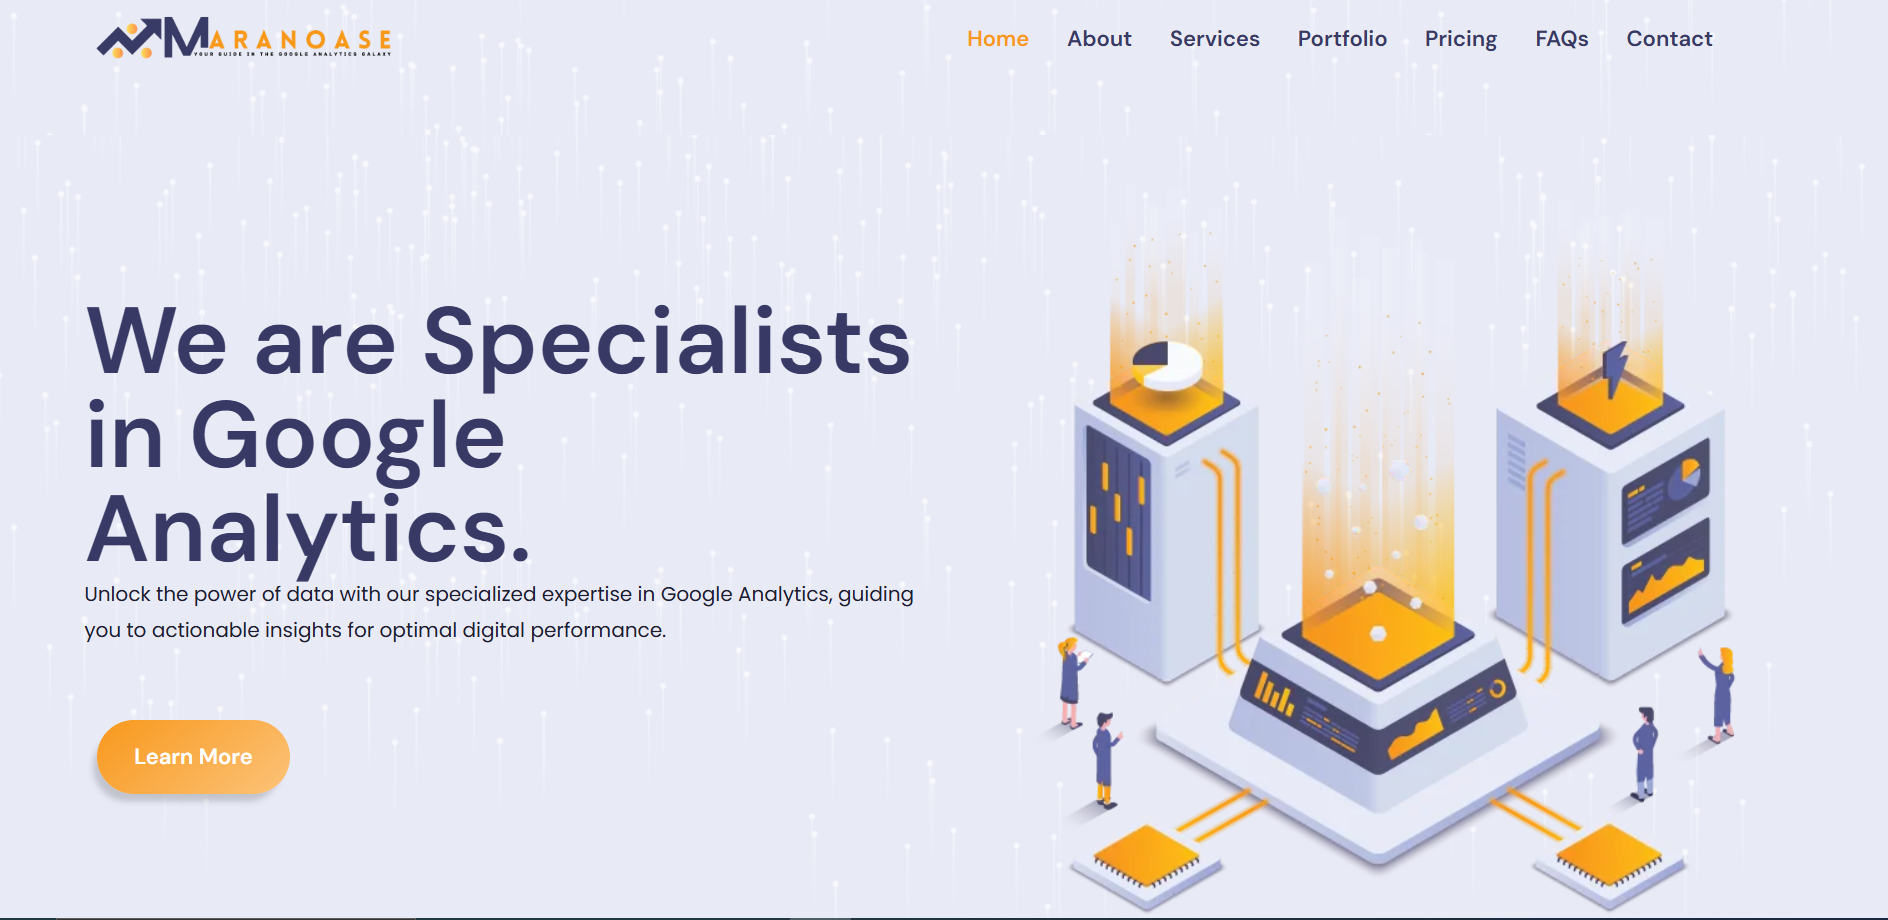 MARANOASE
YOUR GUIDE IN THE GOOGLE ANALYTICS GALAXY
Home About Services Portfolio Pricing FAQs Contact
We are Specialists
in Google
Analytics.
Unlock the power of data with our specialized expertise in Google Analytics, guiding
you to actionable insights for optimal digital performance.
Learn More